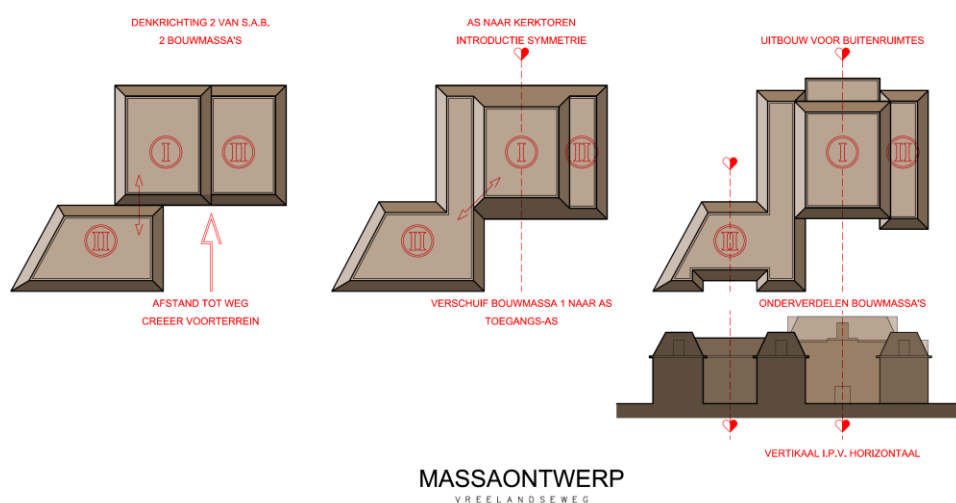 DENKRICHTING 2 VAN S.A.B.
2 BOUWMASSA'S
I
III
II
AFSTAND TOT WEG
CREEER VOORTERREIN
AS NAAR KERKTOREN
INTRODUCTIE SYMMETRIE
I
III
II
VERSCHUIF BOUWMASSA 1 NAAR AS
TOEGANGS-AS
UITBOUW VOOR BUITENRUIMTES
I
III
II
ONDERVERDELEN BOUWMASSA'S
VERTIKAAL I.P.V. HORIZONTAAL
MASSAONTWERP
VREELANDSEWEG